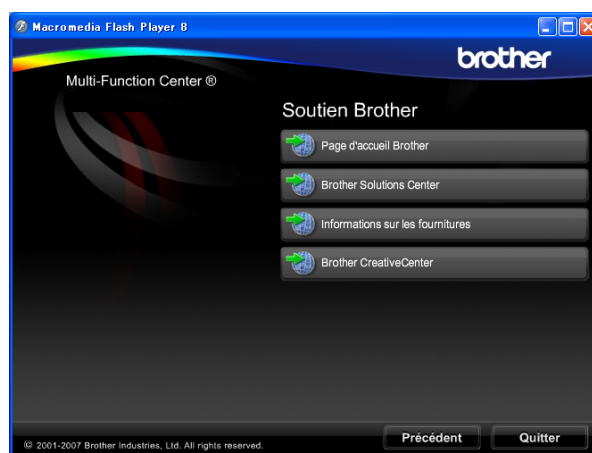 Macromedia Flash Player 8
brother
Multi-Function Center ®
Soutien Brother
Page d'accueil Brother
Brother Solutions Center
Informations sur les fournitures
Brother CreativeCenter
© 2001-2007 Brother Industries, Ltd. All rights reserved.
Précédent
Quitter